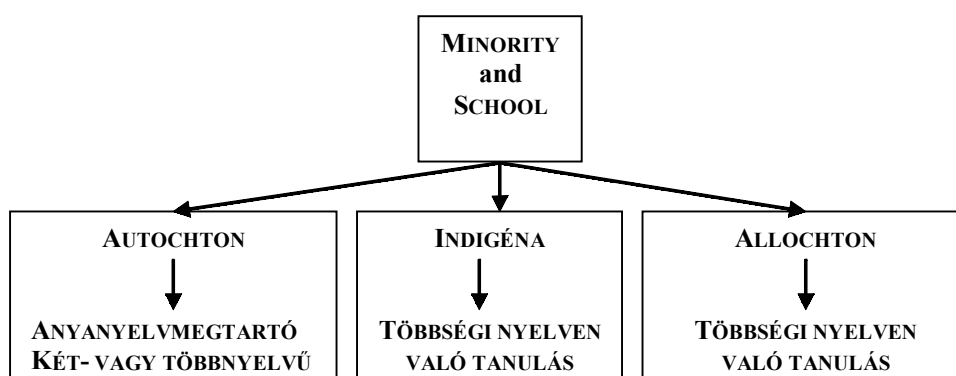 MINORITY
and
SCHOOL
AUTOCHTON
ANYANYELVMEGTARTÓ
KÉT- VAGY TÖBBNYELVŰ
INDIGÉNA
TÖBBSÉGI NYELVEN
VALÓ TANULÁS
ALLOCHTON
TÖBBSÉGI NYELVEN
VALÓ TANULÁS